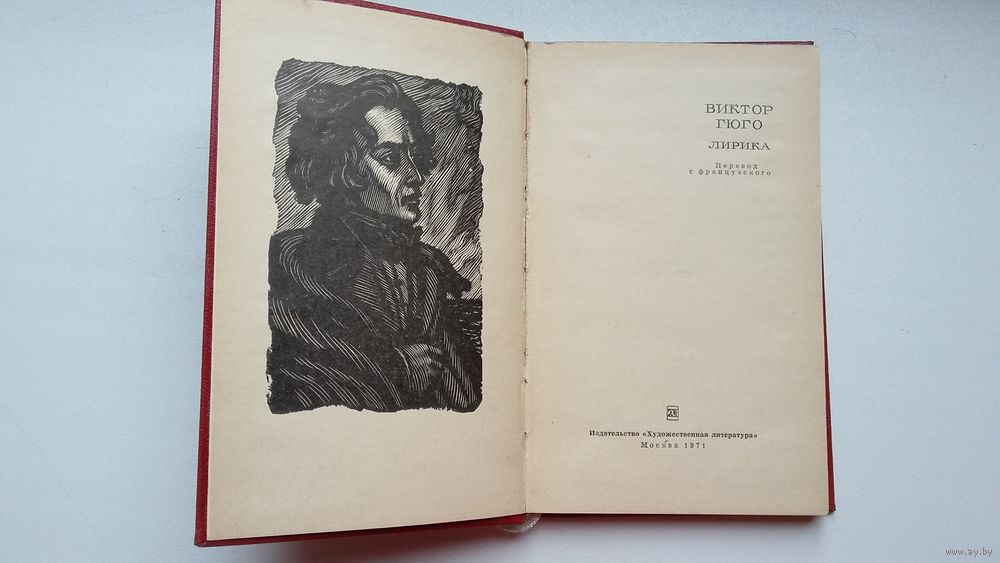 ВИКТОР
ГЮГО
ЛИРИКА
Перевод
с французского
Издательство «Художественная литература»
Москва 1971
www.ay.by